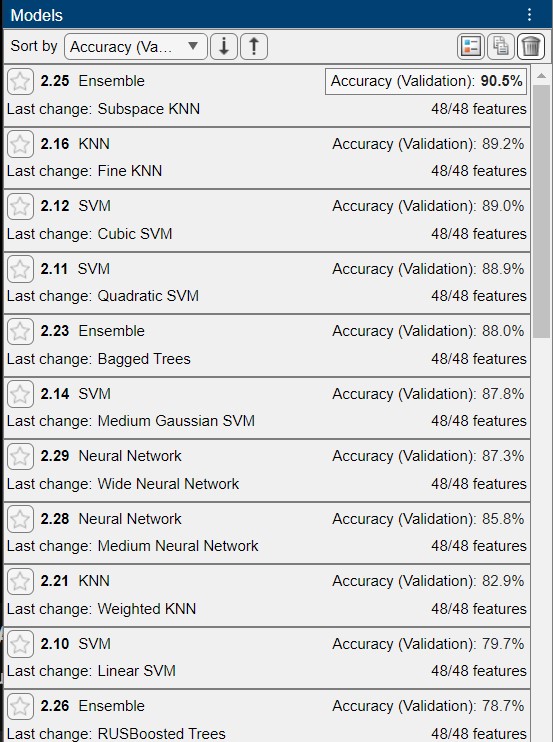 Models
Sort by Accuracy (Va...
2.25 Ensemble Accuracy (Validation): 90.5%
Last change: Subspace KNN 48/48 features
2.16 KNN Accuracy (Validation): 89.2%
Last change: Fine KNN 48/48 features
2.12 SVM Accuracy (Validation): 89.0%
Last change: Cubic SVM 48/48 features
2.11 SVM Accuracy (Validation): 88.9%
Last change: Quadratic SVM 48/48 features
2.23 Ensemble Accuracy (Validation): 88.0%
Last change: Bagged Trees 48/48 features
2.14 SVM Accuracy (Validation): 87.8%
Last change: Medium Gaussian SVM 48/48 features
2.29 Neural Network Accuracy (Validation): 87.3%
Last change: Wide Neural Network 48/48 features
2.28 Neural Network Accuracy (Validation): 85.8%
Last change: Medium Neural Network 48/48 features
2.21 KNN Accuracy (Validation): 82.9%
Last change: Weighted KNN 48/48 features
2.10 SVM Accuracy (Validation): 79.7%
Last change: Linear SVM 48/48 features
2.26 Ensemble Accuracy (Validation): 78.7%
Last change: RUSBoosted Trees 48/48 features